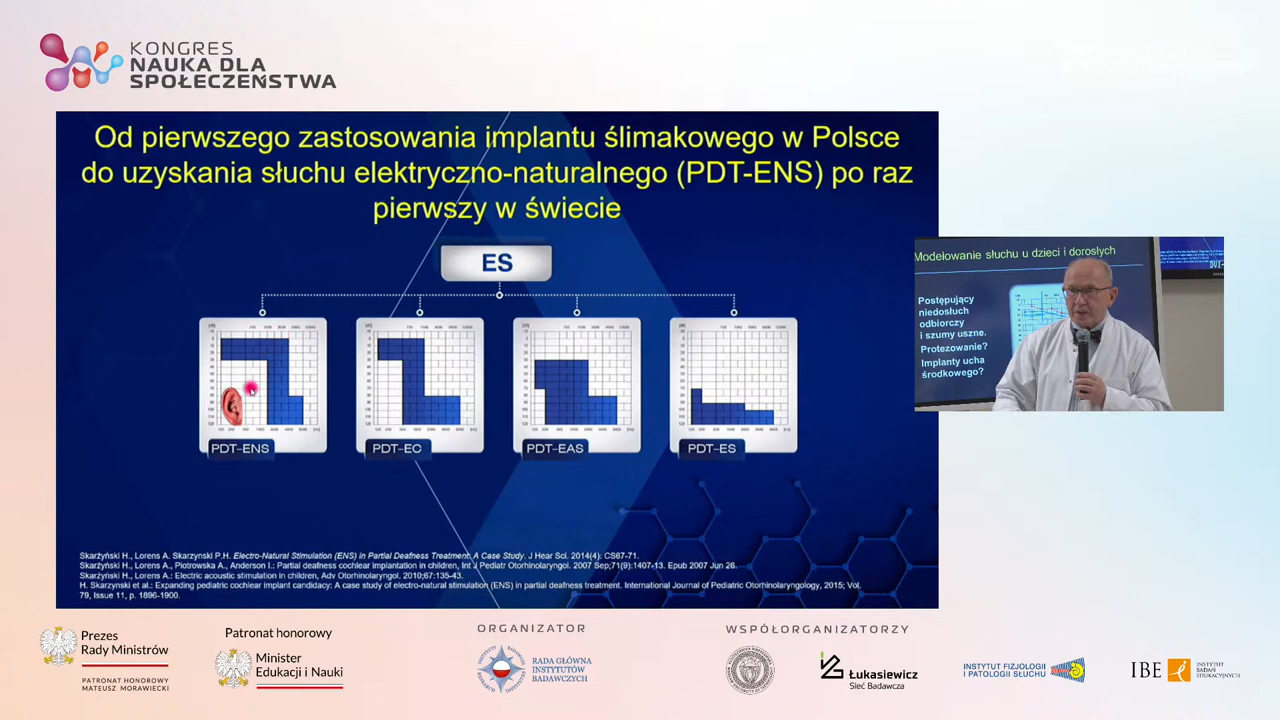 KONGRES
NAUKA DLA
SPOŁECZEŃSTWA
Od pierwszego zastosowania implantu ślimakowego w Polsce
do uzyskania słuchu elektryczno-naturalnego (PDT-ENS) po raz
pierwszy w świecie
ES
PDT–ENS
PDT–EC
PDT–EAS
PDT–ES
Skarżyński H., Lorens A. Skarzynski P.H. Electro-Natural Stimulation (ENS) in Partial Deafness Treatment: A Case Study. J Hear Sci. 2014(4): CS67-71.
Skarżyński H., Lorens A., Piotrowska A., Anderson I.: Partial deafness cochlear implantation in children, Int J Pediatr Otorhinolaryngol. 2007 Sep;71(9):1407-13. Epub 2007 Jun 26.
Skarżyński H., Lorens A.: Electric acoustic stimulation in children, Adv Otorhinolaryngol. 2010;67:135-43.
H. Skarzynski et al.: Expanding pediatric cochlear implant candidacy: A case study of electro-natural stimulation (ENS) in partial deafness treatment. International Journal of Pediatric Otorhinolaryngology, 2015; Vol.
79, Issue 11, p. 1896-1900.
Modelowanie słuchu u dzieci i dorosłych
Postępujący
niedosłuch
odbiorczy
i szumy uszne.
Protezowanie?
Implanty ucha
środkowego?
Prezes
Rady Ministrów
PATRONAT HONOROWY
MATEUSZ MORAWIECKI
Patronat honorowy
Minister
Edukacji i Nauki
ORGANIZATOR
RADA GŁÓWNA
INSTYTUTÓW
BADAWCZYCH
WSPÓŁORGANIZATORZY
Łukasiewicz
Sieć Badawcza
INSTYTUT FIZJOLOGII
I PATOLOGII SŁUCHU
IBE
INSTYTUT
BADAŃ
EDUKACYJNYCH